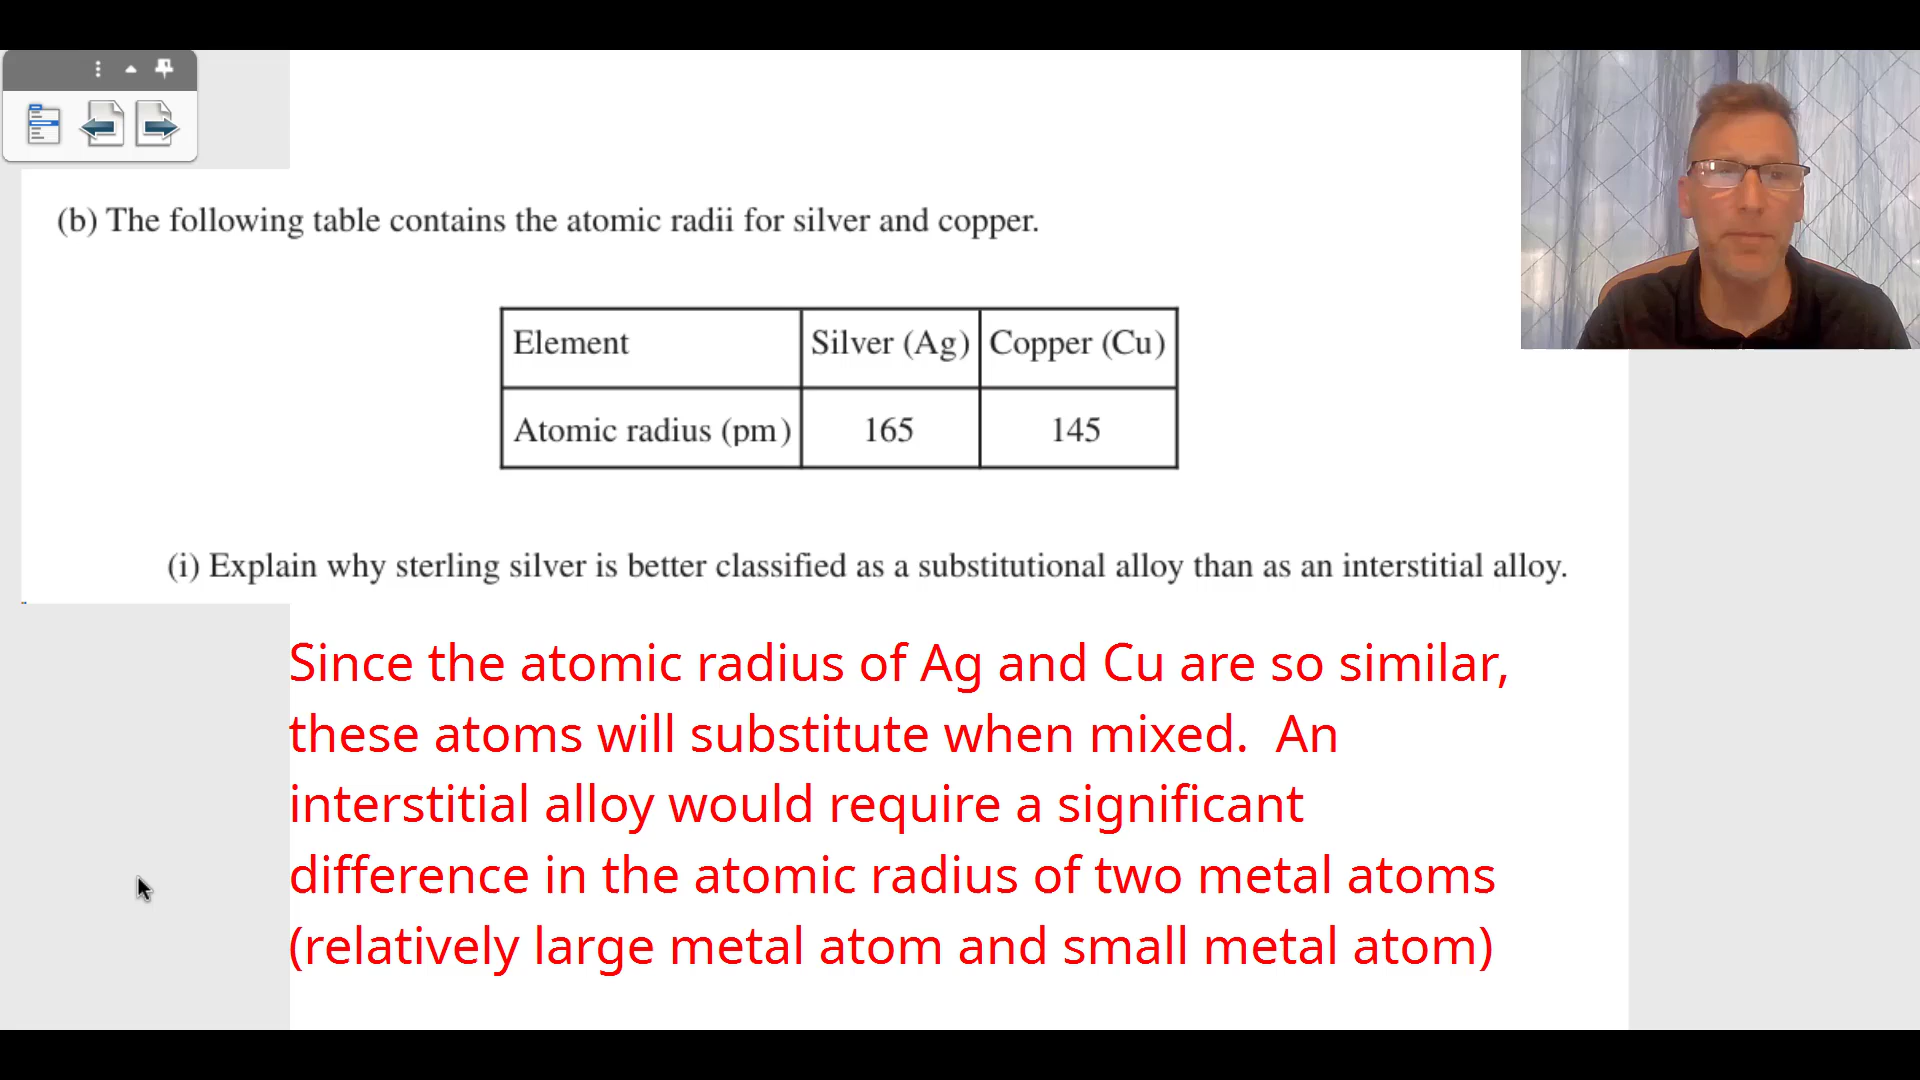 (b) The following table contains the atomic radii for silver and copper.
Element Silver (Ag) Copper (Cu)
Atomic radius (pm) 165 145
(i) Explain why sterling silver is better classified as a substitutional alloy than as an interstitial alloy.
Since the atomic radius of Ag and Cu are so similar,
these atoms will substitute when mixed. An
interstitial alloy would require a significant
difference in the atomic radius of two metal atoms
(relatively large metal atom and small metal atom)